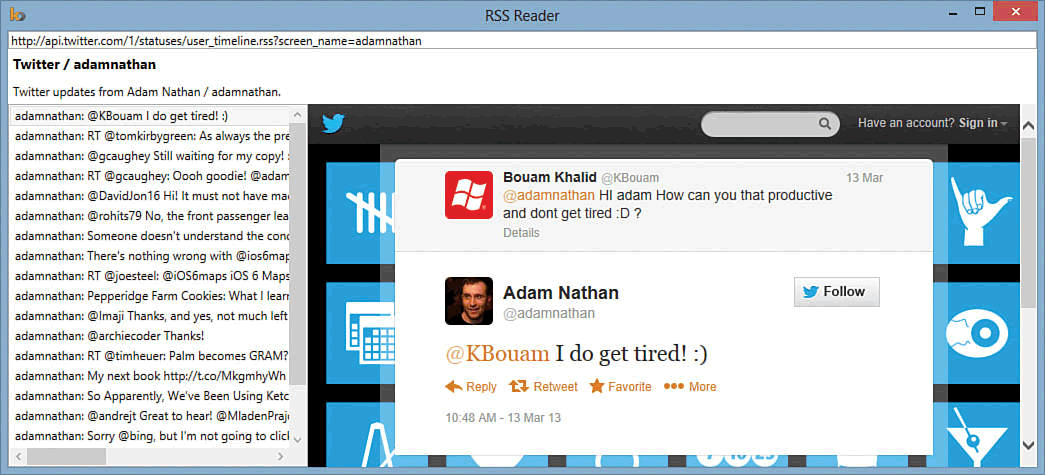 RSS Reader
http://api.twitter.com/1/statuses/user_timeline.rss?screen_name=adamnathan
Twitter / adamnathan
Twitter updates from Adam Nathan / adamnathan.
adamnathan: @KBouam I do get tired! :)
adamnathan: RT @tomkirbygreen: As always the pre
adamnathan: @gcaughey Still waiting for my copy! :
adamnathan: RT @gcaughey: Oooh goodie! @adam
adamnathan: @DavidJon16 Hi! It must not have mad
adamnathan: @rohits79 No, the front passenger lea
adamnathan: Someone doesn't understand the conc
adamnathan: There's nothing wrong with @ios6map
adamnathan: RT @joesteel: @iOS6maps iOS 6 Maps
adamnathan: Pepperidge Farm Cookies: What I learn
adamnathan: @Imaji Thanks, and yes, not much left
adamnathan: @archiecoder Thanks!
adamnathan: RT @timheuer: Palm becomes GRAM?
adamnathan: My next book http://t.co/MkgmhyWh
adamnathan: So Apparently, We've Been Using Ketc
adamnathan: @andrejt Great to hear! @MladenPraje
adamnathan: Sorry @bing, but I'm not going to click
Have an account? Sign in
Bouam Khalid @KBouam 13 Mar
@adamnathan HI adam How can you that productive
and dont get tired :D ?
Details
Adam Nathan
@adamnathan
Follow
@KBouam I do get tired! :)
Reply Retweet Favorite More
10:48 AM - 13 Mar 13